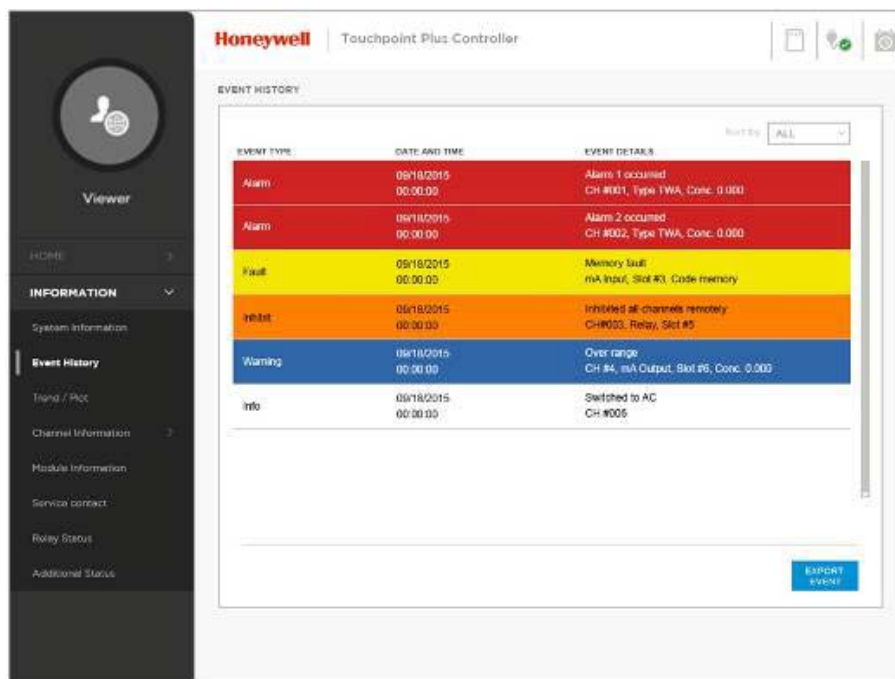 Honeywell
Touchpoint Plus Controller
EVENT HISTORY
Sort by
ALL
EVENT TYPE
DATE AND TIME
EVENT DETAILS
Alarm
09/18/2015
00:00:00
Alarm 1 occurred
CH #001, Type TWA, Conc. 0.000
Alarm
09/18/2015
00:00:00
Alarm 2 occurred
CH #002, Type TWA, Conc. 0.000
Fault
09/18/2015
00:00:00
Memory fault
mA Input, Slot #3, Code memory
Inhibit
09/18/2015
00:00:00
Inhibited all channels remotely
CH#003, Relay, Slot #5
Warning
09/18/2015
00:00:00
Over range
CH #4, mA Output, Slot #6, Conc. 0.000
Info
09/18/2015
00:00:00
Switched to AC
CH #005
EXPORT
EVENT
Viewer
HOME
INFORMATION
System Information
Event History
Trend / Plot
Channel Information
Module Information
Service contact
Relay Status
Additional Status